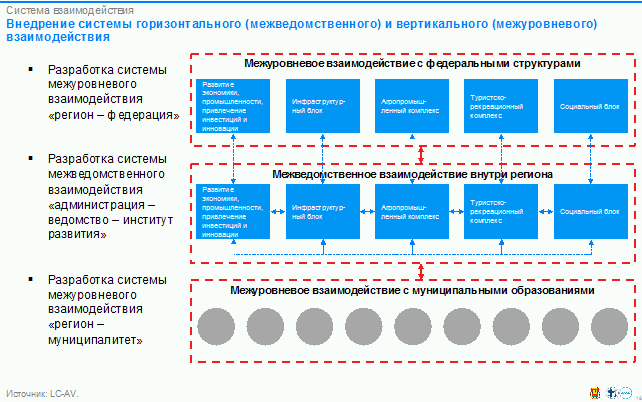 Система взаимодействия
Внедрение системы горизонтального (межведомственного) и вертикального (межуровневого)
взаимодействия
Разработка системы
межуровневого
взаимодействия
«регион – федерация»
Разработка системы
межведомственного
взаимодействия
«администрация –
ведомство – институт
развития»
Разработка системы
межуровневого
взаимодействия
«регион –
муниципалитет»
Межуровневое взаимодействие с федеральными структурами
Развитие
экономики,
промышленности,
привлечение
инвестиций и
инновации
Инфраструктур-
ный блок
Агропромыш-
ленный комплекс
Туристско-
рекреационный
комплекс
Социальный блок
Межведомственное взаимодействие внутри региона
Развитие
экономики,
промышленности,
привлечение
инвестиций и
инновации
Инфраструктур-
ный блок
Агропромыш-
ленный комплекс
Туристско-
рекреационный
комплекс
Социальный блок
Межуровневое взаимодействие с муниципальными образованиями
Источник: LC-AV.